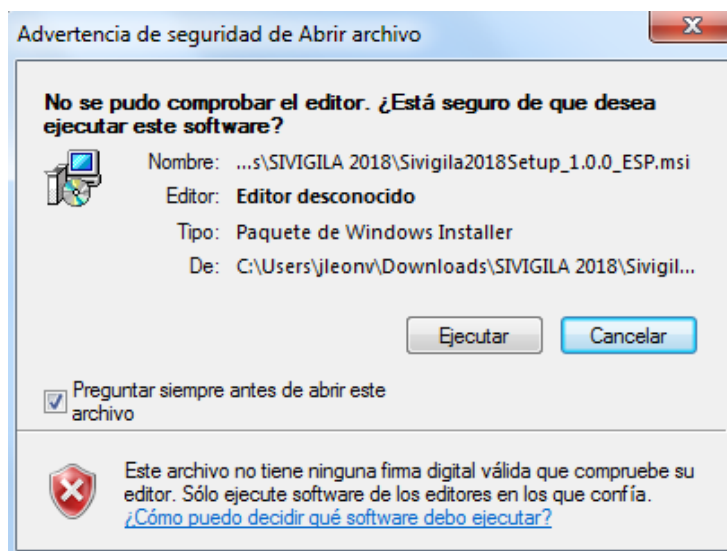 Advertencia de seguridad de Abrir archivo
No se pudo comprobar el editor. ¿Está seguro de que desea
ejecutar este software?
Nombre: ...s\SIVIGILA 2018\Sivigila2018Setup_1.0.0_ESP.msi
Editor: Editor desconocido
Tipo: Paquete de Windows Installer
De: C:\Users\jleonv\Downloads\SIVIGILA 2018\Sivigil...
Ejecutar Cancelar
Preguntar siempre antes de abrir este
archivo
Este archivo no tiene ninguna firma digital válida que compruebe su
editor. Sólo ejecute software de los editores en los que confía.
¿Cómo puedo decidir qué software debo ejecutar?